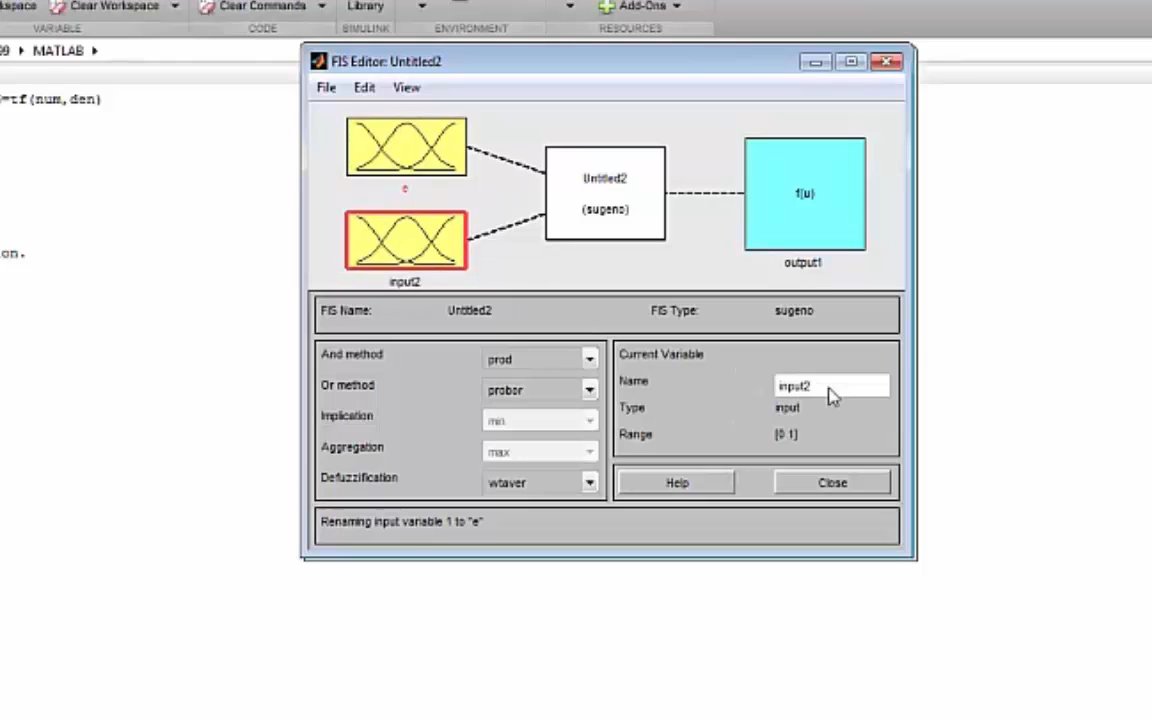 Clear Workspace
Clear Commands
Library
Add-Ons
VARIABLE
CODE
SIMULINK
ENVIRONMENT
RESOURCES
MATLAB
=tf(num,den)
on.
FIS Editor: Untitled2
File Edit View
e
input2
Untitled2
(sugeno)
f(u)
output1
FIS Name: Untitled2 FIS Type: sugeno
And method prod
Or method probor
Implication min
Aggregation max
Defuzzification wtaver
Current Variable
Name input2
Type input
Range [0 1]
Help Close
Renaming input variable 1 to "e"